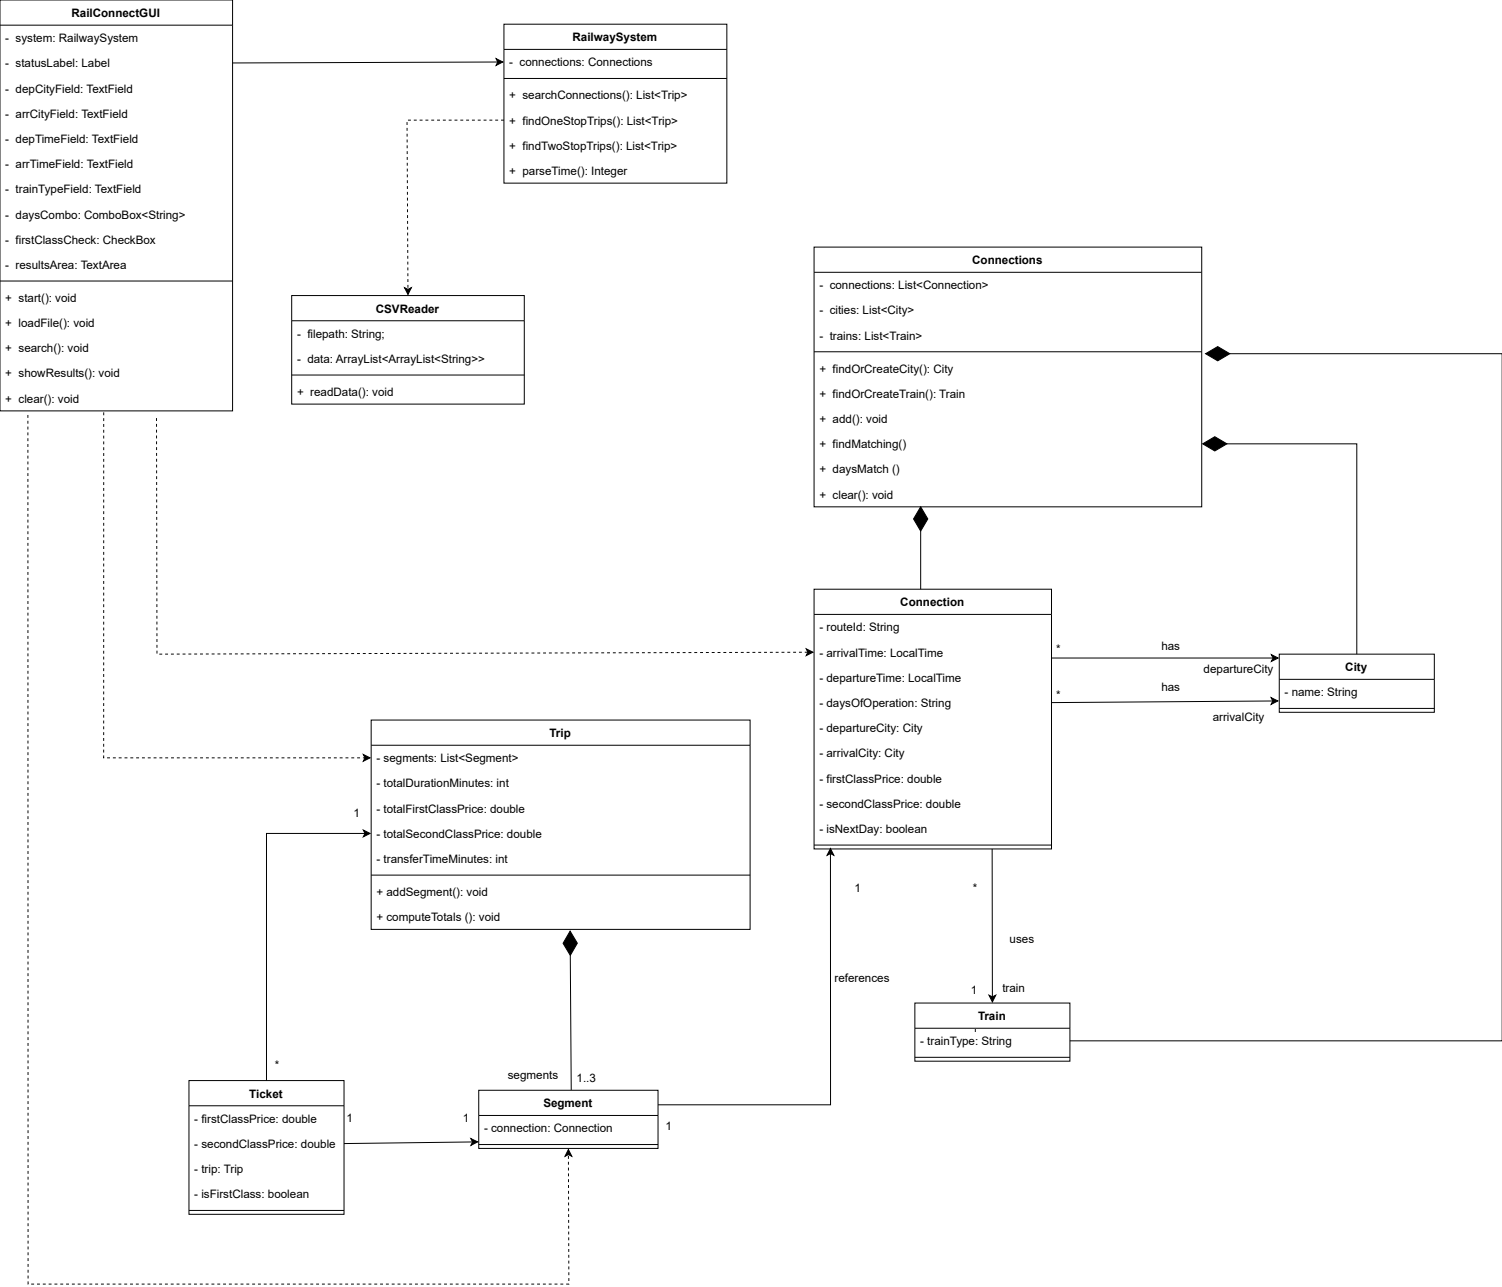 RailConnectGUI
- system: RailwaySystem
- statusLabel: Label
- depCityField: TextField
- arrCityField: TextField
- depTimeField: TextField
- arrTimeField: TextField
- trainTypeField: TextField
- daysCombo: ComboBox<String>
- firstClassCheck: CheckBox
- resultsArea: TextArea
+ start(): void
+ loadFile(): void
+ search(): void
+ showResults(): void
+ clear(): void
RailwaySystem
- connections: Connections
+ searchConnections(): List<Trip>
+ findOneStopTrips(): List<Trip>
+ findTwoStopTrips(): List<Trip>
+ parseTime(): Integer
CSVReader
- filepath: String;
- data: ArrayList<ArrayList<String>>
+ readData(): void
Connections
- connections: List<Connection>
- cities: List<City>
- trains: List<Train>
+ findOrCreateCity(): City
+ findOrCreateTrain(): Train
+ add(): void
+ findMatching()
+ daysMatch ()
+ clear(): void
Connection
- routeId: String
- arrivalTime: LocalTime
- departureTime: LocalTime
- daysOfOperation: String
- departureCity: City
- arrivalCity: City
- firstClassPrice: double
- secondClassPrice: double
- isNextDay: boolean
*
has
departureCity
*
has
arrivalCity
City
- name: String
Trip
- segments: List<Segment>
- totalDurationMinutes: int
- totalFirstClassPrice: double
- totalSecondClassPrice: double
- transferTimeMinutes: int
+ addSegment(): void
+ computeTotals (): void
1
*
1
*
uses
references
1
train
Train
- trainType: String
segments
1..3
Ticket
- firstClassPrice: double
- secondClassPrice: double
- trip: Trip
- isFirstClass: boolean
1
1
Segment
- connection: Connection
1